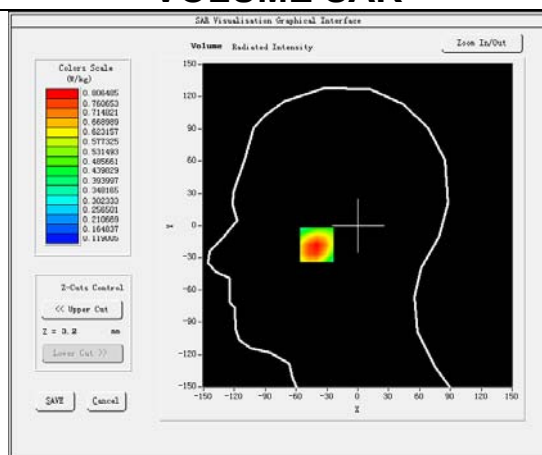 VOLUME SAR
SAR Visualisation Graphical Interface
Volume Radiated Intensity
Zoom In/Out
Colors Scale
(W/kg)
0.806485
0.760653
0.714821
0.668989
0.623157
0.577325
0.531493
0.485661
0.439829
0.393997
0.348165
0.302333
0.256501
0.210669
0.164837
0.119005
Z-Cuts Control
<< Upper Cut
Z = 3.2 mm
Lower Cut >>
SAVE Cancel
150
120
90
60
30
0
-30
-60
-90
-120
-150
Y
-150 -120 -90 -60 -30 0 30 60 90 120 150
X